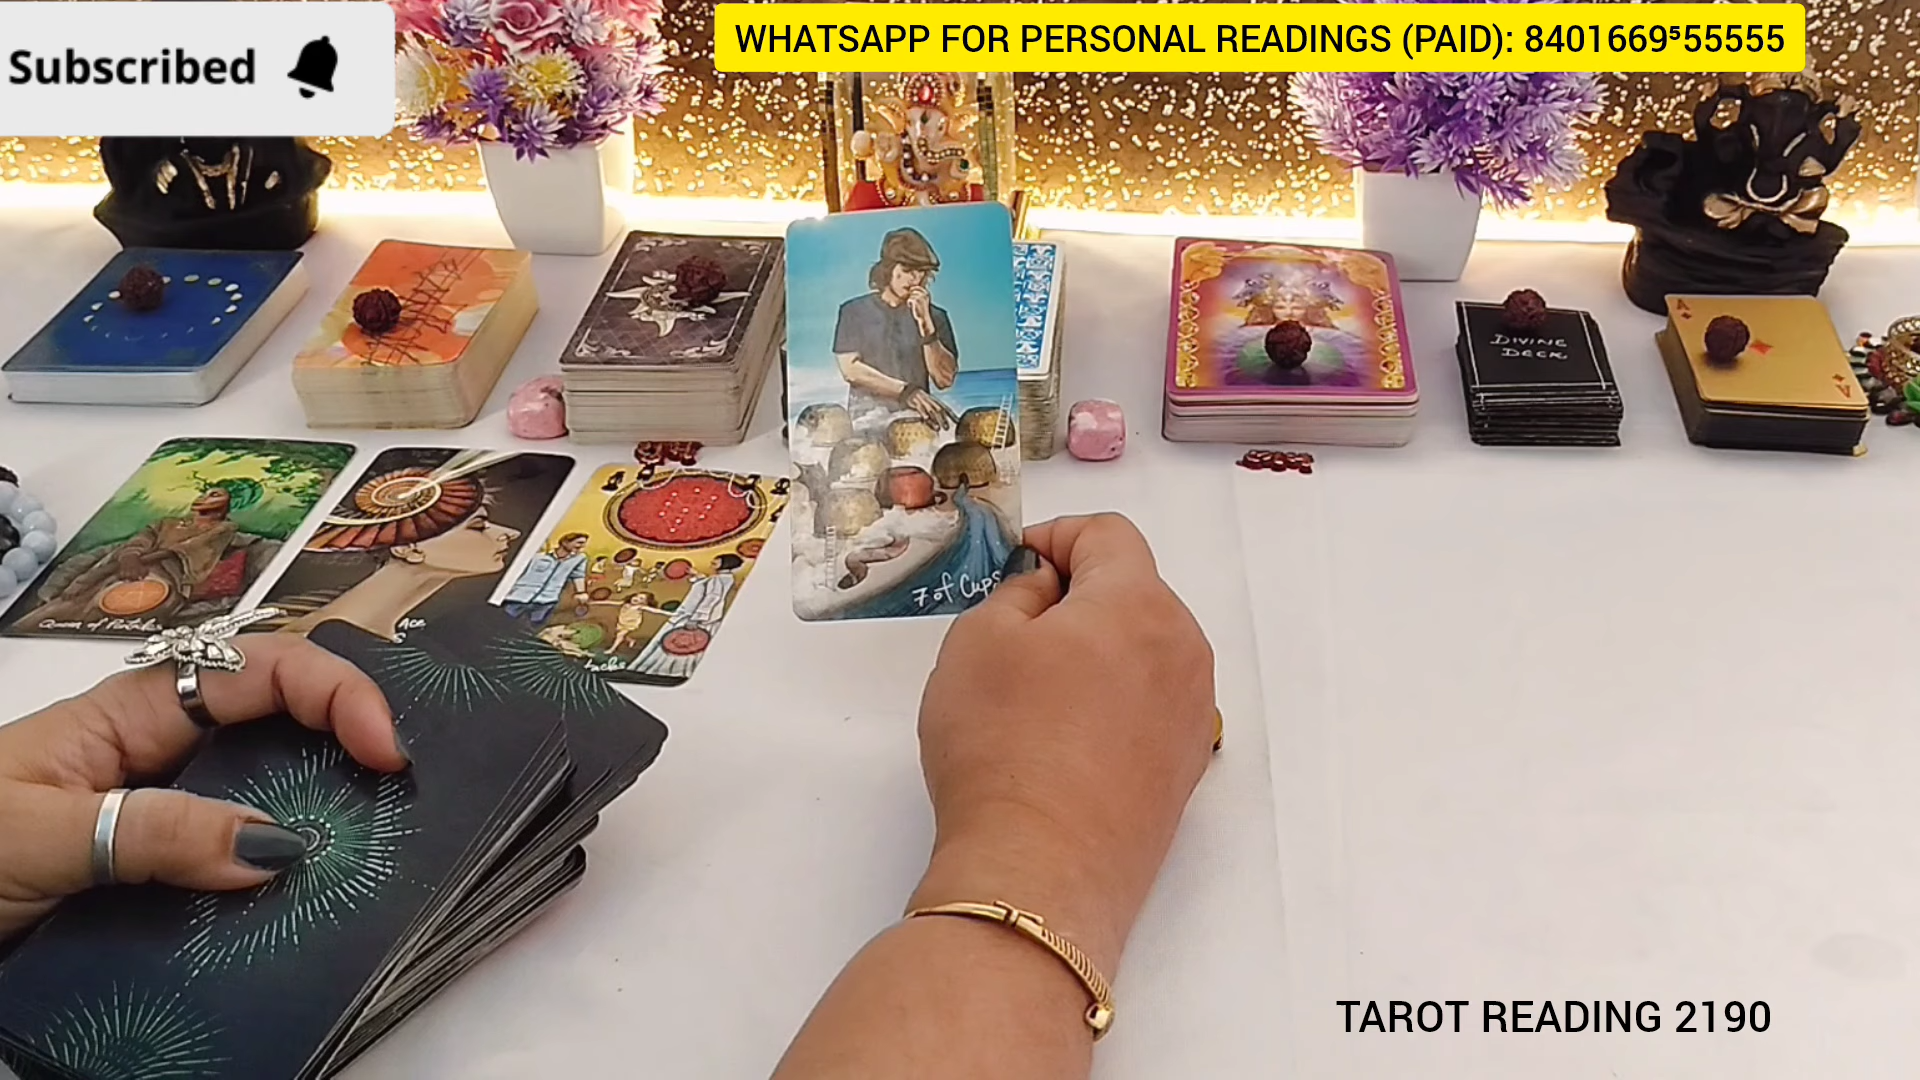 Subscribed
WHATSAPP FOR PERSONAL READINGS (PAID): 8401669⁵55555
DIVINE
DECK
A
A
Queen of Pentacles
Ace
7 of Cups
TAROT READING 2190